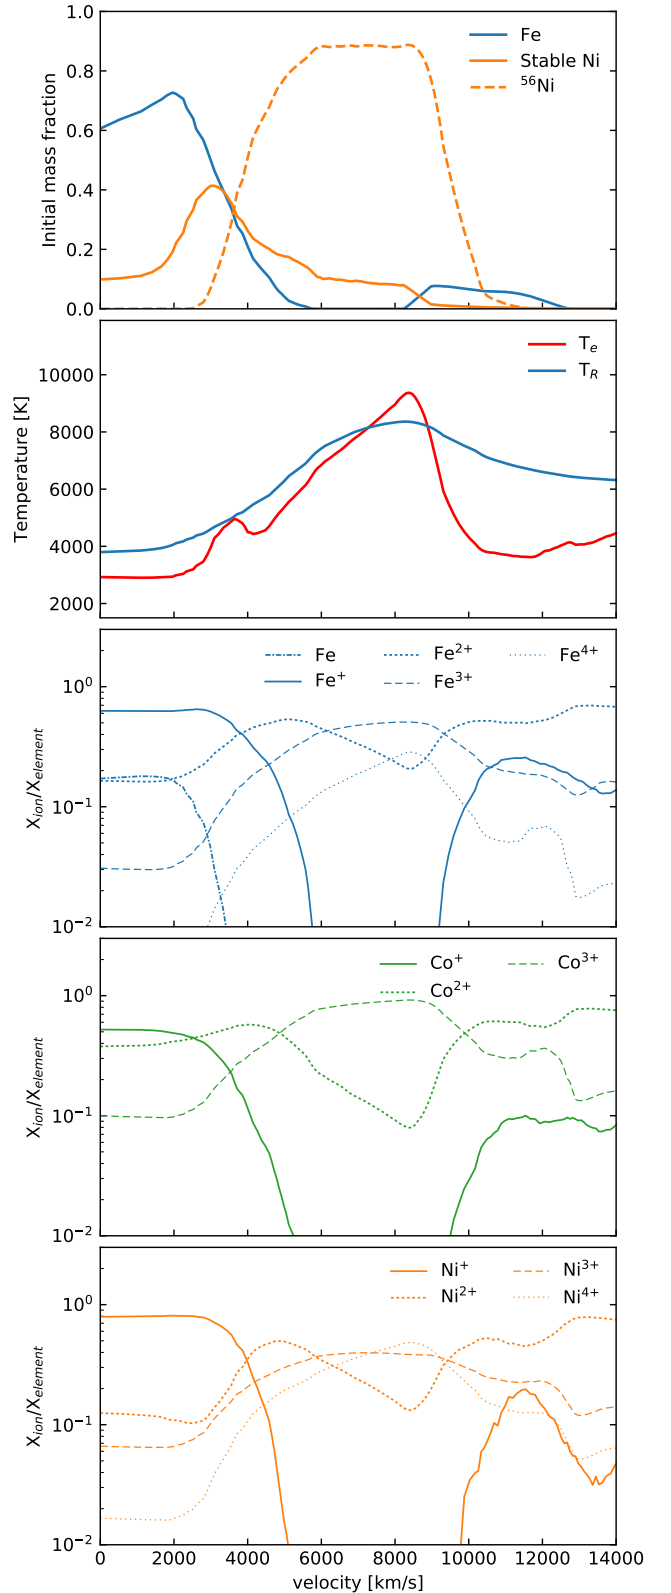 Initial mass fraction
1.0
0.8
0.6
0.4
0.2
0.0
Fe
Stable Ni
⁵⁶Ni
Temperature [K]
10000
8000
6000
4000
2000
T_e
T_R
X_ion/X_element
10⁰
10⁻¹
10⁻²
Fe
Fe⁺
Fe²⁺
Fe³⁺
Fe⁴⁺
X_ion/X_element
10⁰
10⁻¹
10⁻²
Co⁺
Co²⁺
Co³⁺
X_ion/X_element
10⁰
10⁻¹
10⁻²
Ni⁺
Ni²⁺
Ni³⁺
Ni⁴⁺
0 2000 4000 6000 8000 10000 12000 14000
velocity [km/s]